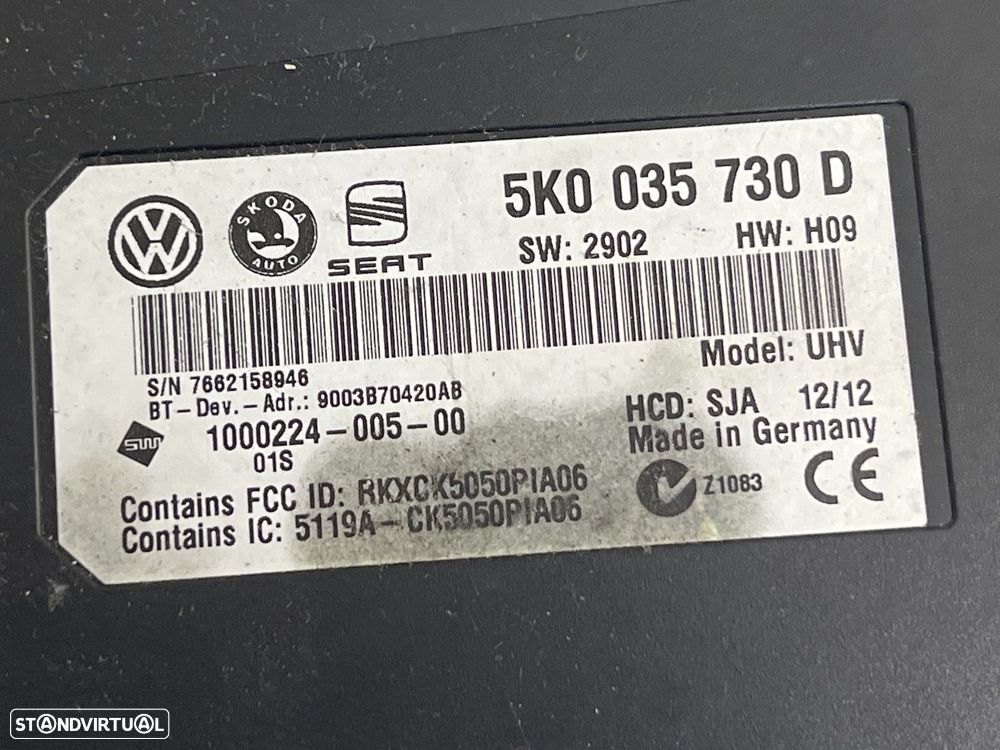 5K0 035 730 D
SKODA
AUTO
SEAT
SW: 2902 HW: H09
Model: UHV
S/N 7662158946
BT-Dev.-Adr.: 9003B70420AB
HCD: SJA 12/12
1000224-005-00
Made in Germany
01S
Contains FCC ID: RKXCK5050PIA06
Z1083 CE
Contains IC: 5119A-CK5050PIA06
STANDVIRTUAL